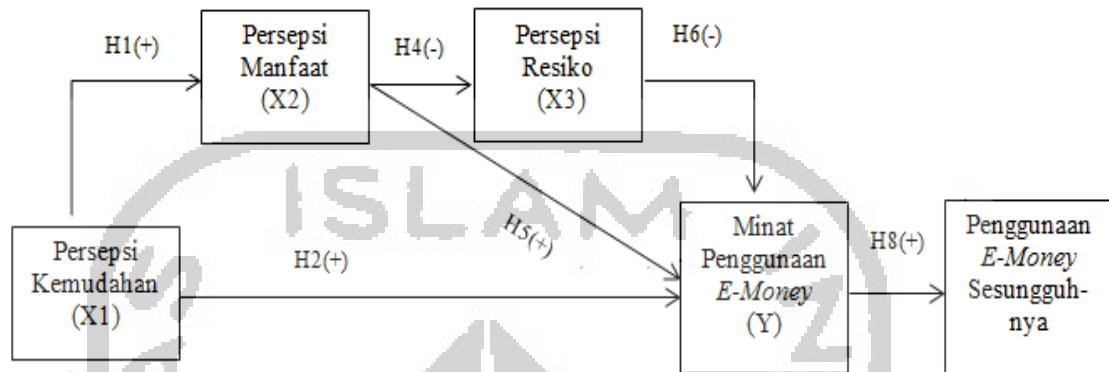 H1(+)
Persepsi
Manfaat
(X2)
H4(-)
Persepsi
Resiko
(X3)
H6(-)
ISLAM
Persepsi
Kemudahan
(X1)
H2(+)
H5(+)
Minat
Penggunaan
E-Money
(Y)
H8(+)
Penggunaan
E-Money
Sesungguh-
nya